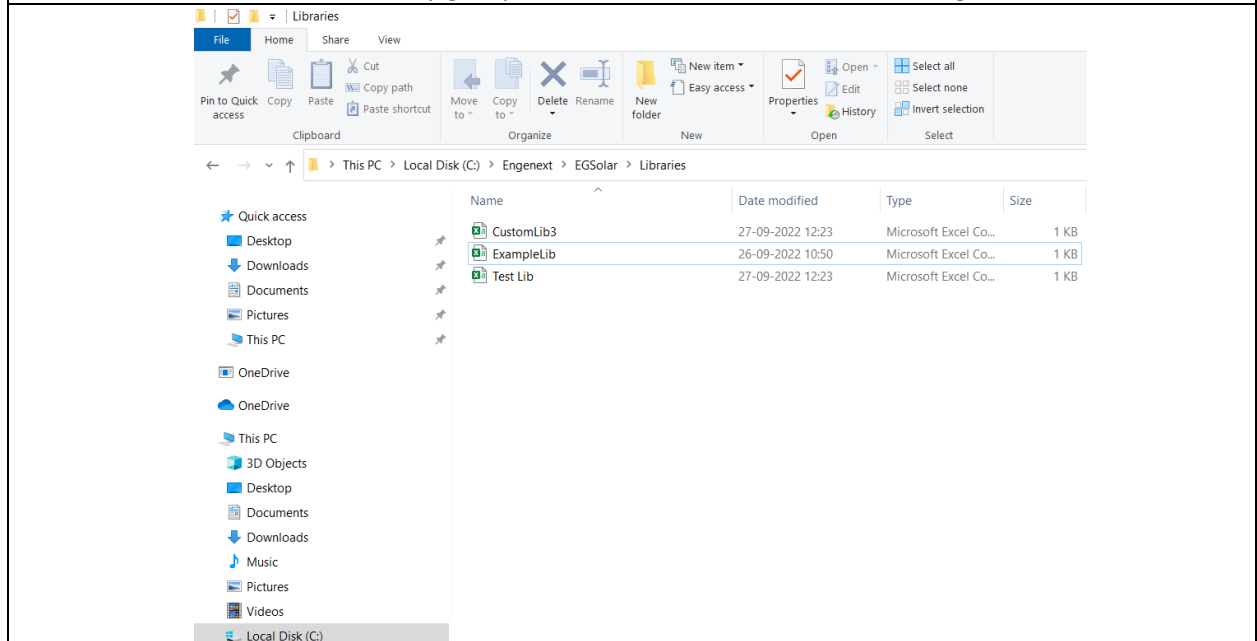 Libraries
File Home Share View
Pin to Quick access
Copy
Paste
Cut
Copy path
Paste shortcut
Clipboard
Move to
Copy to
Delete
Rename
Organize
New folder
New item
Easy access
New
Properties
Open
Edit
History
Open
Select all
Select none
Invert selection
Select
This PC > Local Disk (C:) > Engenext > EGSolar > Libraries
Name Date modified Type Size
CustomLib3 27-09-2022 12:23 Microsoft Excel Co... 1 KB
ExampleLib 26-09-2022 10:50 Microsoft Excel Co... 1 KB
Test Lib 27-09-2022 12:23 Microsoft Excel Co... 1 KB
Quick access
Desktop
Downloads
Documents
Pictures
This PC
OneDrive
OneDrive
This PC
3D Objects
Desktop
Documents
Downloads
Music
Pictures
Videos
Local Disk (C:)